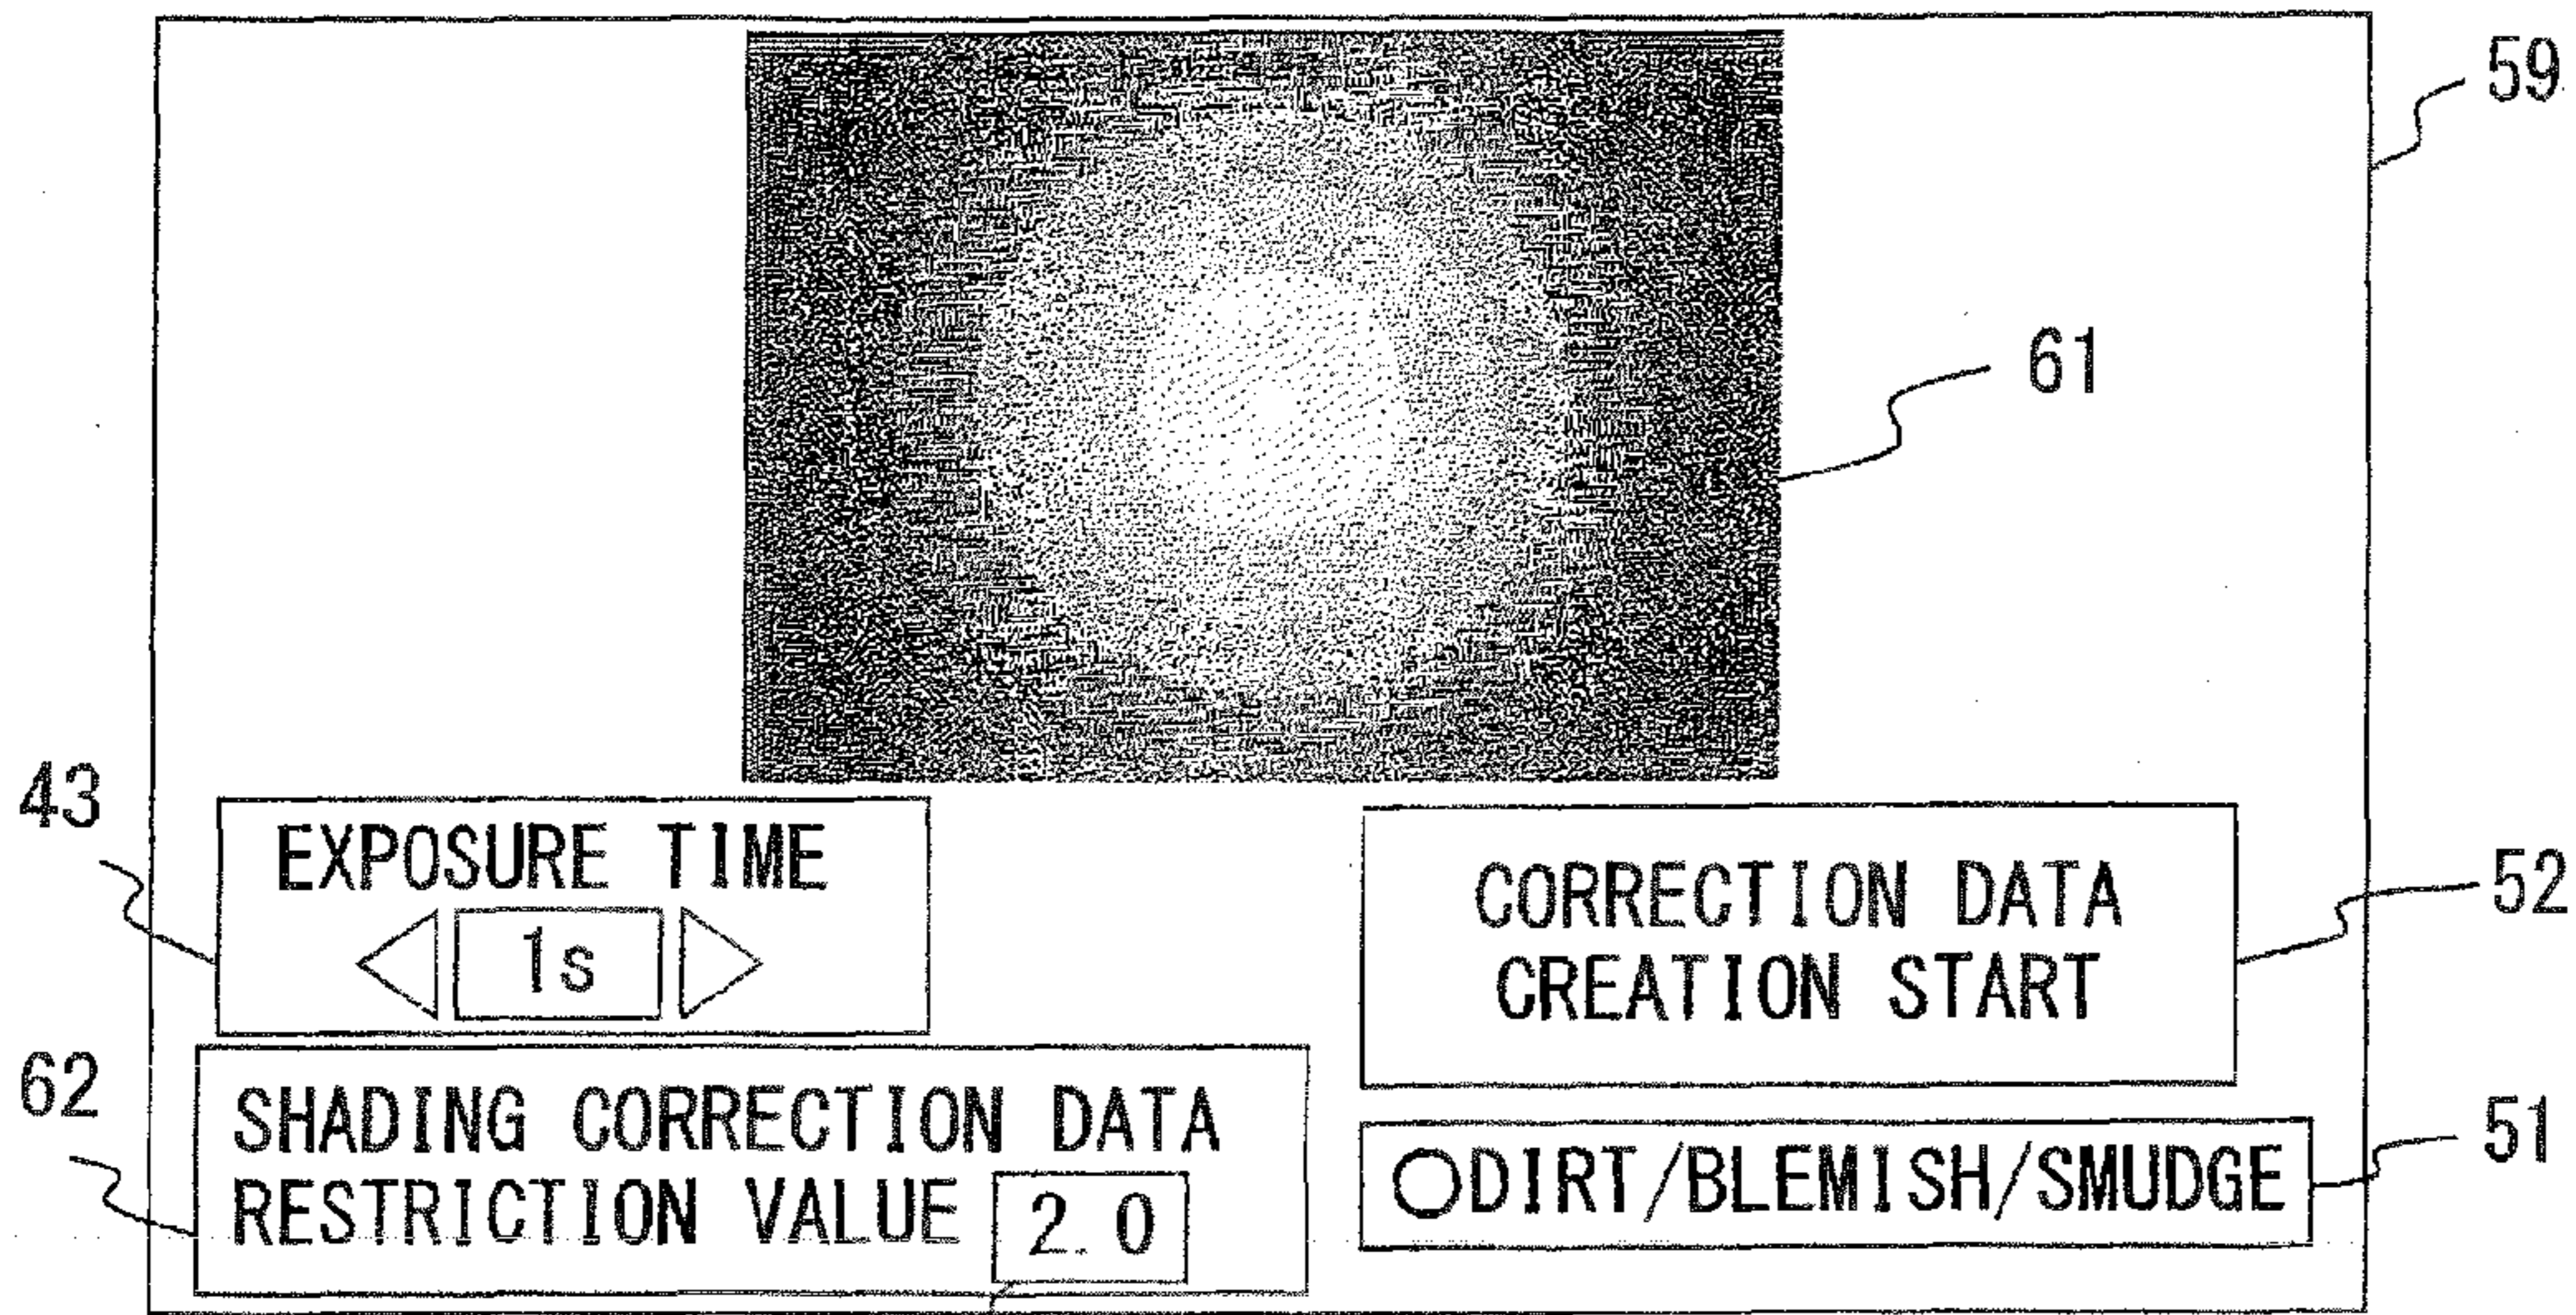 59
61
43
EXPOSURE TIME
1s
CORRECTION DATA
CREATION START
52
62
SHADING CORRECTION DATA
RESTRICTION VALUE 2.0
○DIRT/BLEMISH/SMUDGE
51